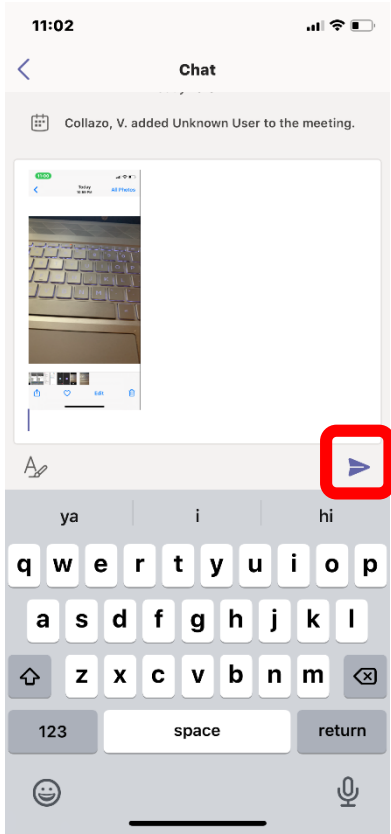 11:02
Chat
Collazo, V. added Unknown User to the meeting.
Today
All Photos
Edit
ya i hi
q w e r t y u i o p
a s d f g h j k l
z x c v b n m
123 space return